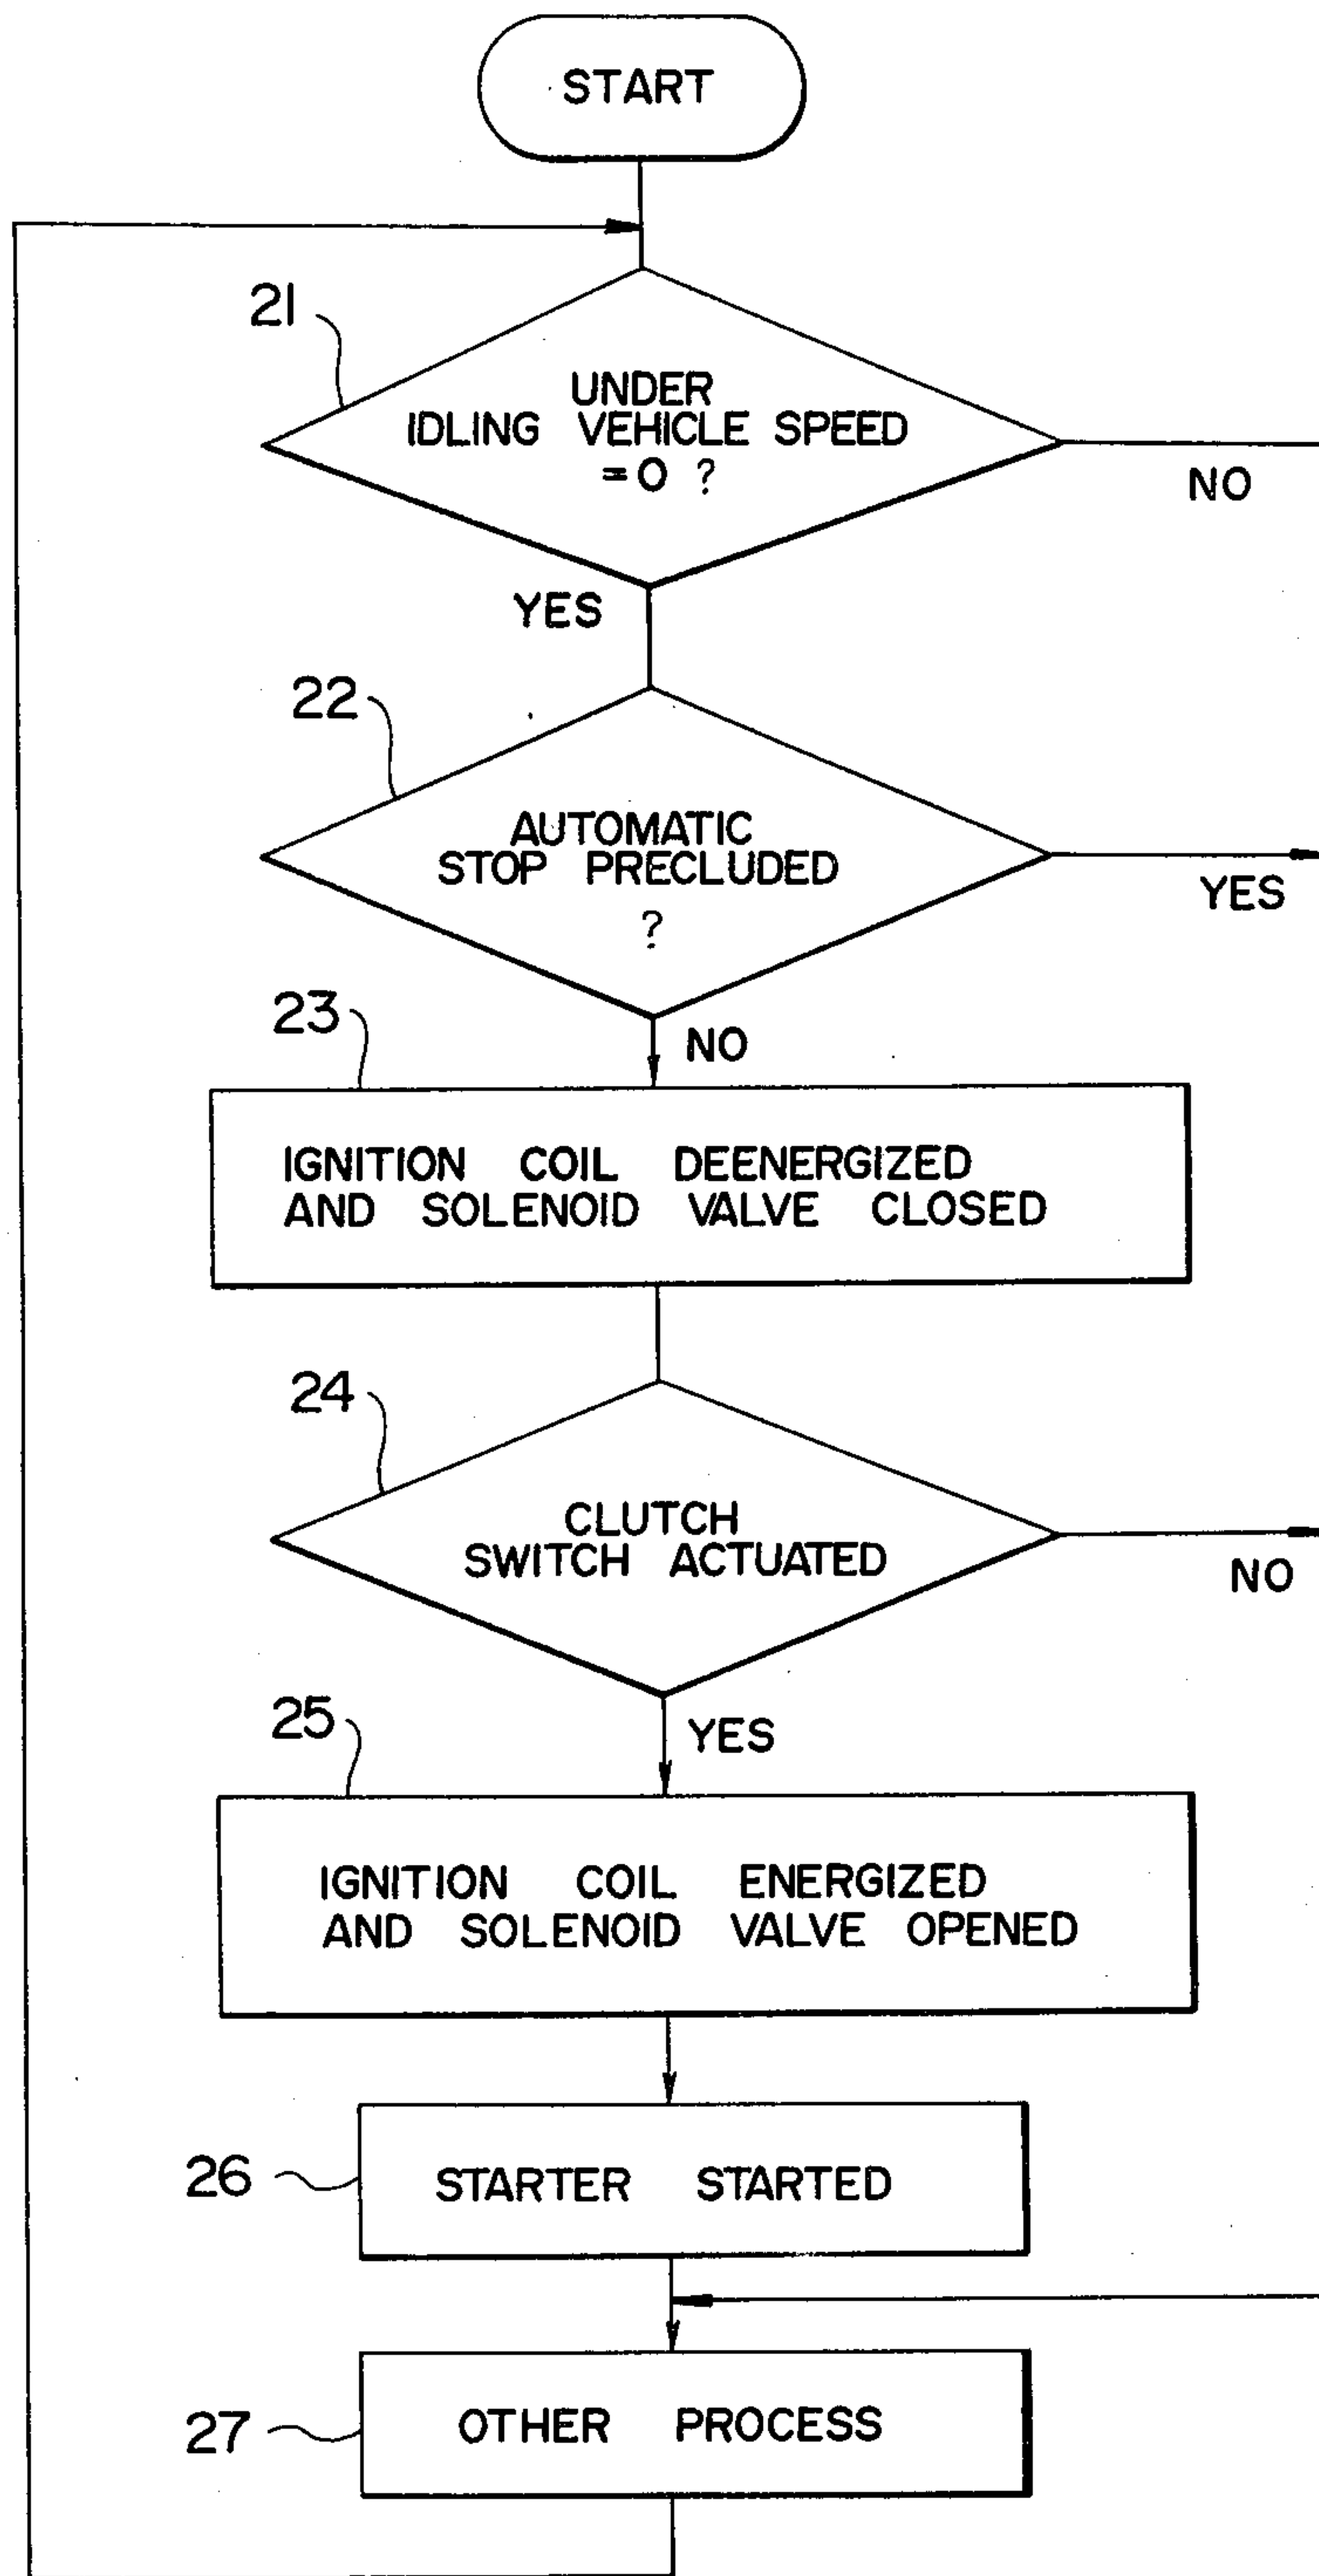 START
21
UNDER
IDLING VEHICLE SPEED
=0 ?
NO
YES
22
AUTOMATIC
STOP PRECLUDED
?
YES
23
NO
IGNITION COIL DEENERGIZED
AND SOLENOID VALVE CLOSED
24
CLUTCH
SWITCH ACTUATED
NO
25
YES
IGNITION COIL ENERGIZED
AND SOLENOID VALVE OPENED
26
STARTER STARTED
27
OTHER PROCESS